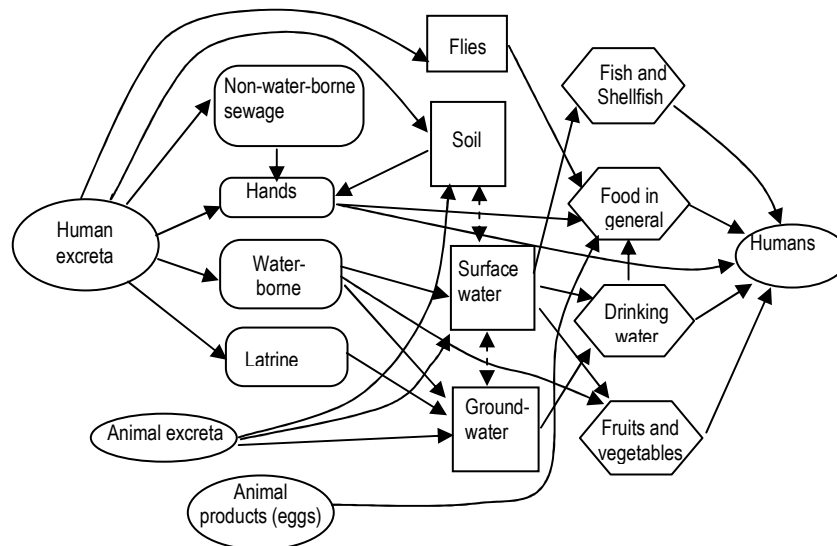 Flies
Fish and
Shellfish
Non-water-borne
sewage
Soil
Hands
Food in
general
Human
excreta
Humans
Water-
borne
Surface
water
Drinking
water
Latrine
Ground-
water
Fruits and
vegetables
Animal excreta
Animal
products (eggs)